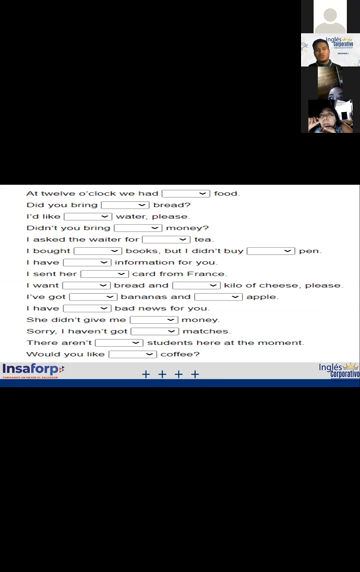 Inglés
corporativo
At twelve o'clock we had food.
Did you bring bread?
I'd like water, please.
Didn't you bring money?
I asked the waiter for tea.
I bought books, but I didn't buy pen.
I have information for you.
I sent her card from France.
I want bread and kilo of cheese, please.
I've got bananas and apple.
I have bad news for you.
She didn't give me money.
Sorry, I haven't got matches.
There aren't students here at the moment.
Would you like coffee?
Insaforp
+ + + +
Inglés
corporativo